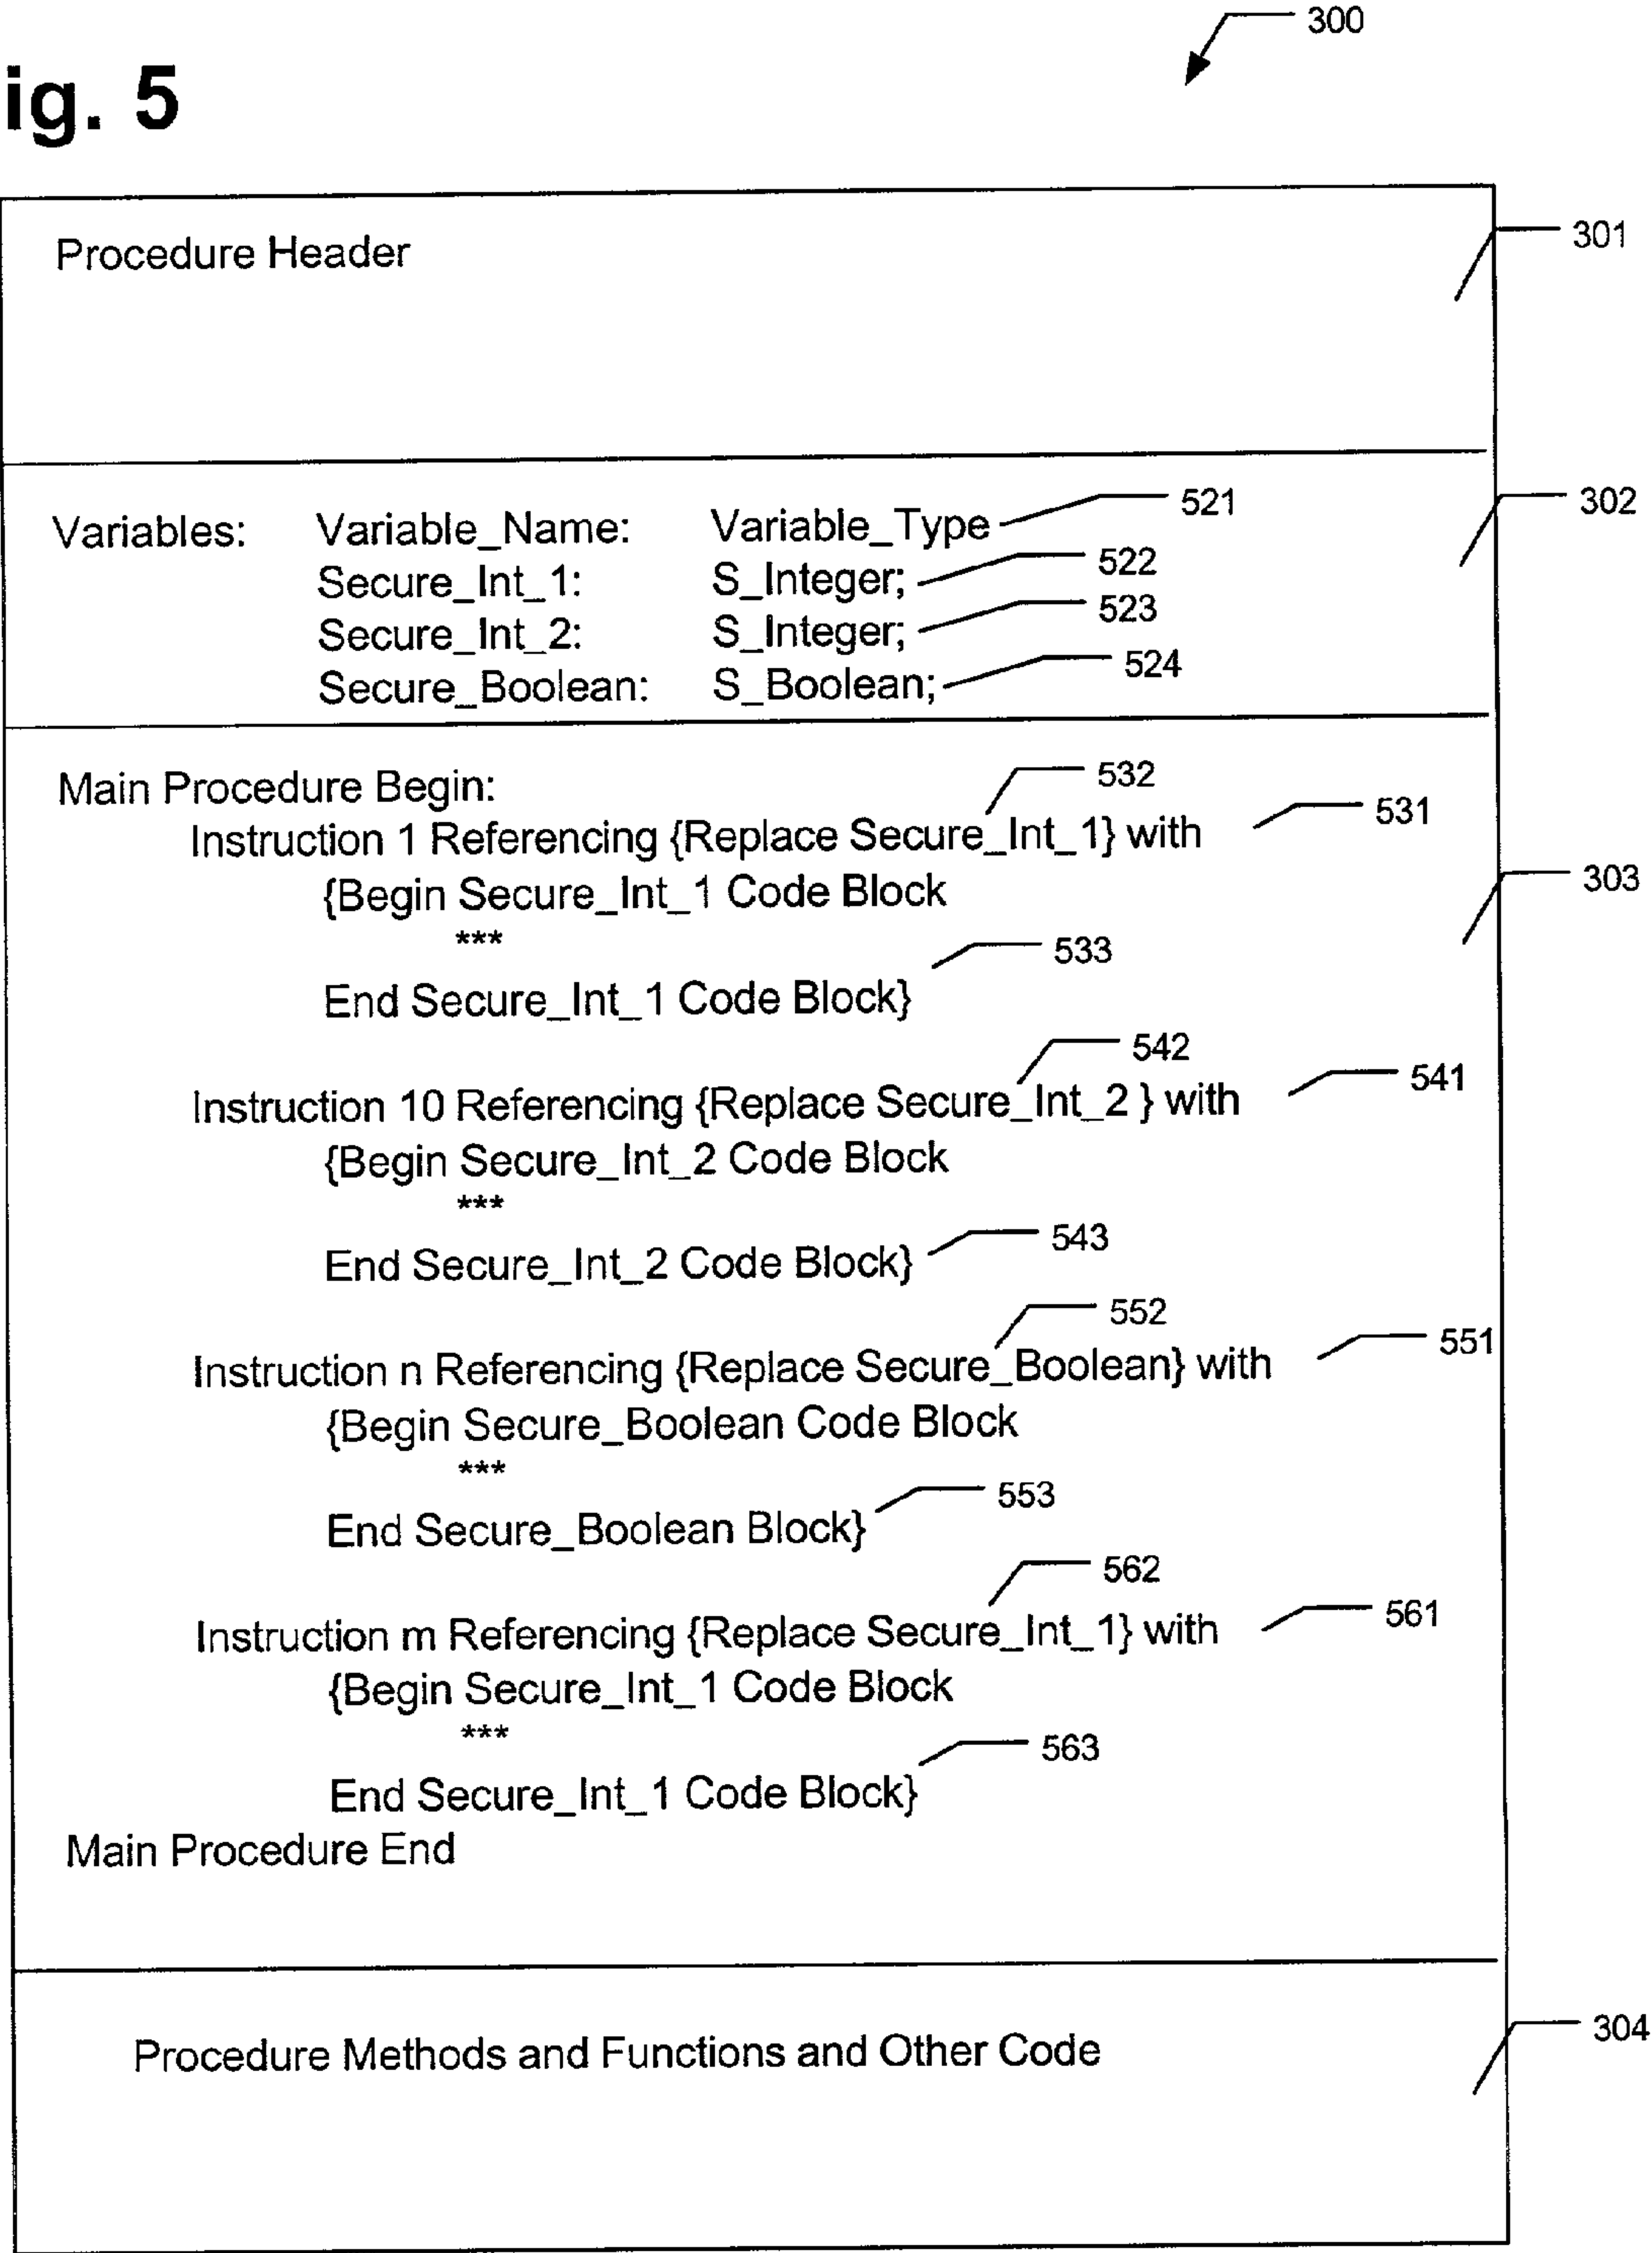 300
ig. 5
Procedure Header
301
302
Variables: Variable_Name: Variable_Type 521
Secure_Int_1: S_Integer; 522
Secure_Int_2: S_Integer; 523
Secure_Boolean: S_Boolean; 524
Main Procedure Begin:
532
Instruction 1 Referencing {Replace Secure_Int_1} with 531
{Begin Secure_Int_1 Code Block
303
***
533
End Secure_Int_1 Code Block}
542
Instruction 10 Referencing {Replace Secure_Int_2 } with 541
{Begin Secure_Int_2 Code Block
***
End Secure_Int_2 Code Block} 543
552
Instruction n Referencing {Replace Secure_Boolean} with 551
{Begin Secure_Boolean Code Block
***
553
End Secure_Boolean Block}
562
Instruction m Referencing {Replace Secure_Int_1} with 561
{Begin Secure_Int_1 Code Block
***
563
End Secure_Int_1 Code Block}
Main Procedure End
304
Procedure Methods and Functions and Other Code